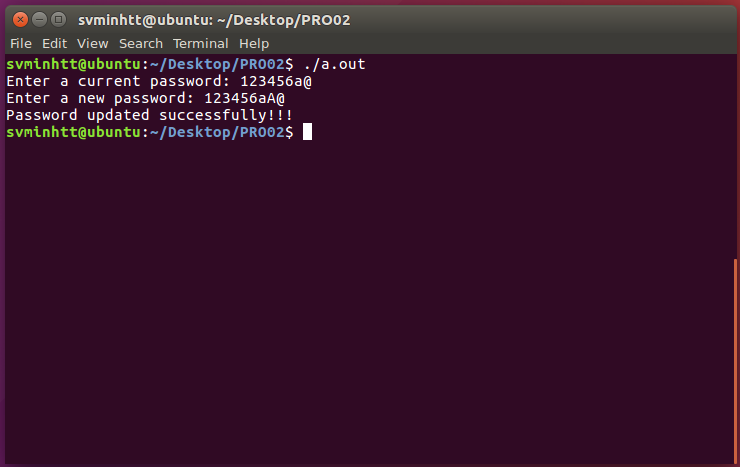 svminhtt@ubuntu: ~/Desktop/PRO02
File Edit View Search Terminal Help
svminhtt@ubuntu:~/Desktop/PRO02$ ./a.out
Enter a current password: 123456a@
Enter a new password: 123456aA@
Password updated successfully!!!
svminhtt@ubuntu:~/Desktop/PRO02$